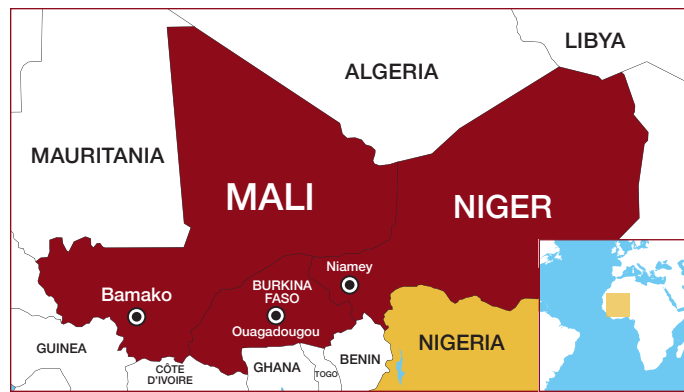 LIBYA
ALGERIA
MAURITANIA
MALI
NIGER
Niamey
BURKINA
FASO
Bamako
Ouagadougou
NIGERIA
GUINEA
CÔTE
D'IVOIRE
GHANA
TOGO
BENIN